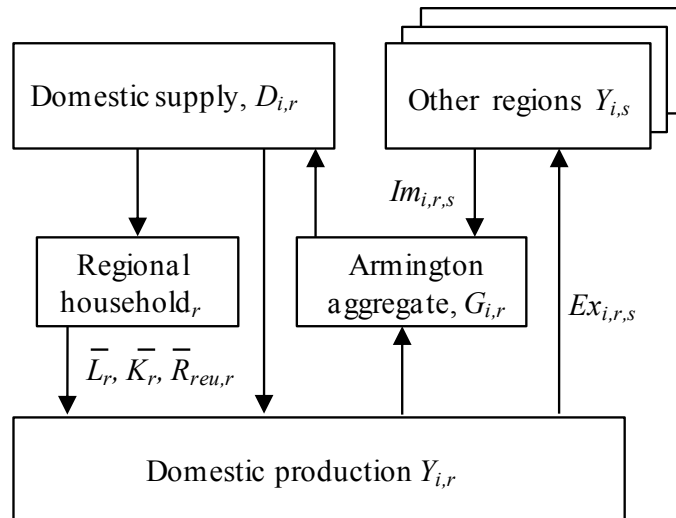 Domestic supply, D_{i,r}
Other regions Y_{i,s}
Im_{i,r,s}
Regional
household_r
Armington
aggregate, G_{i,r}
Ex_{i,r,s}
L̅_r, K̅_r, R̅_{reu,r}
Domestic production Y_{i,r}